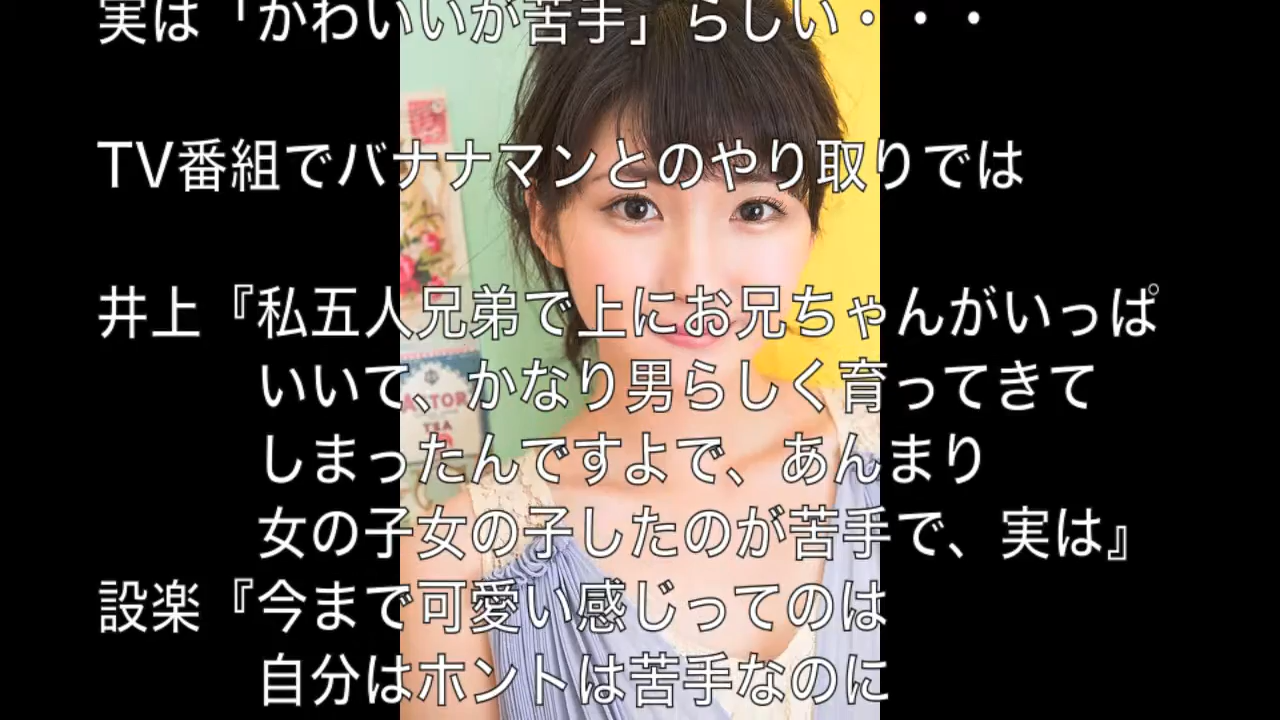 実は「かわいいが苦手」らしい・・・
TV番組でバナナマンとのやり取りでは
井上『私五人兄弟で上にお兄ちゃんがいっぱ
いいて、かなり男らしく育ってきて
しまったんですよで、あんまり
女の子女の子したのが苦手で、実は』
設楽『今まで可愛い感じってのは
自分はホントは苦手なのに
ASTOR
TEA